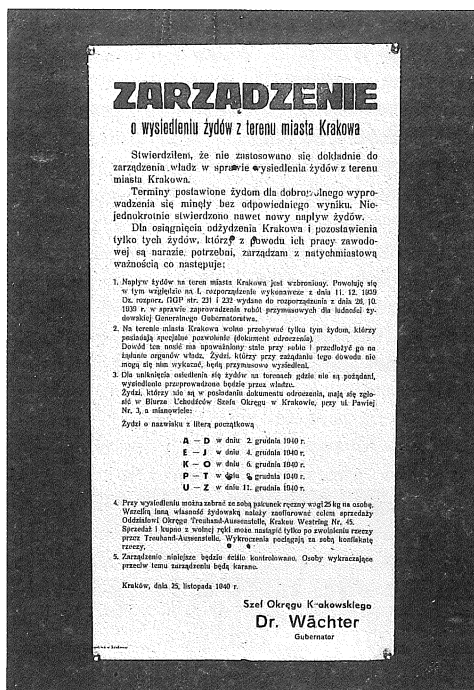 ZARZĄDZENIE
o wysiedleniu żydów z terenu miasta Krakowa
Stwierdziłem, że nie zastosowano się dokładnie do
zarządzenia władz w sprawie wysiedlenia żydów z terenu
miasta Krakowa.
Terminy postawione żydom dla dobrowolnego wypro-
wadzenia się minęły bez odpowiedniego wyniku. Nie-
jednokrotnie stwierdzono nawet nowy napływ żydów.
Dla osiągnięcia odżydzenia Krakowa i pozostawienia
tylko tych żydów, którzy z powodu ich pracy zawodo-
wej są narazie potrzebni, zarządzam z natychmiastową
ważnością co następuje:
1. Napływ żydów na teren miasta Krakowa jest wzbroniony. Powołuję się
w tym względzie na I. rozporządzenie wykonawcze z dnia 11. 12. 1939
Dz. rozporz. GGP str. 231 i 232 wydane do rozporządzenia z dnia 26. 10.
1939 r. w sprawie zaprowadzenia robót przymusowych dla ludności ży-
dowskiej Generalnego Gubernatorstwa.
2. Na terenie miasta Krakowa wolno przebywać tylko tym żydom, którzy
posiadają specjalne pozwolenie (dokument odroczenia).
Dowód ten nosić ma upoważniony stale przy sobie i przedłożyć go na
żądanie organów władz. Żydzi, którzy przy zażądaniu tego dowodu nie
mogą się nim wykazać, będą przymusowo wysiedleni.
3. Dla uniknięcia osiedlenia się żydów na terenach gdzie nie są pożądani,
wysiedlenie przeprowadzone będzie przez władze.
Żydzi, którzy nie są w posiadaniu dokumentu odroczenia, mają się zgło-
sić w Biurze Uchodźców Szefa Okręgu w Krakowie, przy ul. Pawiej
Nr. 3, a mianowicie:
Żydzi o nazwisku z literą początkową
A — D w dniu 2. grudnia 1940 r.
E — J w dniu 4. grudnia 1940 r.
K — O w dniu 6. grudnia 1940 r.
P — T w dniu 9. grudnia 1940 r.
U — Z w dniu 11. grudnia 1940 r.
4. Przy wysiedleniu można zabrać ze sobą pakunek ręczny wagi 25 kg na osobę.
Wszelką inną własność żydowską należy zaofiarować celem sprzedaży
Oddziałowi Okręgu Treuhand-Aussenstelle, Krakau Westring Nr. 45.
Sprzedaż i kupno z wolnej ręki może nastąpić tylko po zwoleniu rzeczy
przez Treuhand-Aussenstelle. Wykroczenia pociągają za sobą konfiskatę
rzeczy.
5. Zarządzenie niniejsze będzie ściśle kontrolowane. Osoby wykraczające
przeciw temu zarządzeniu będą karane.
Kraków, dnia 25. listopada 1940 r.
Szef Okręgu Krakowskiego
Dr. Wächter
Gubernator